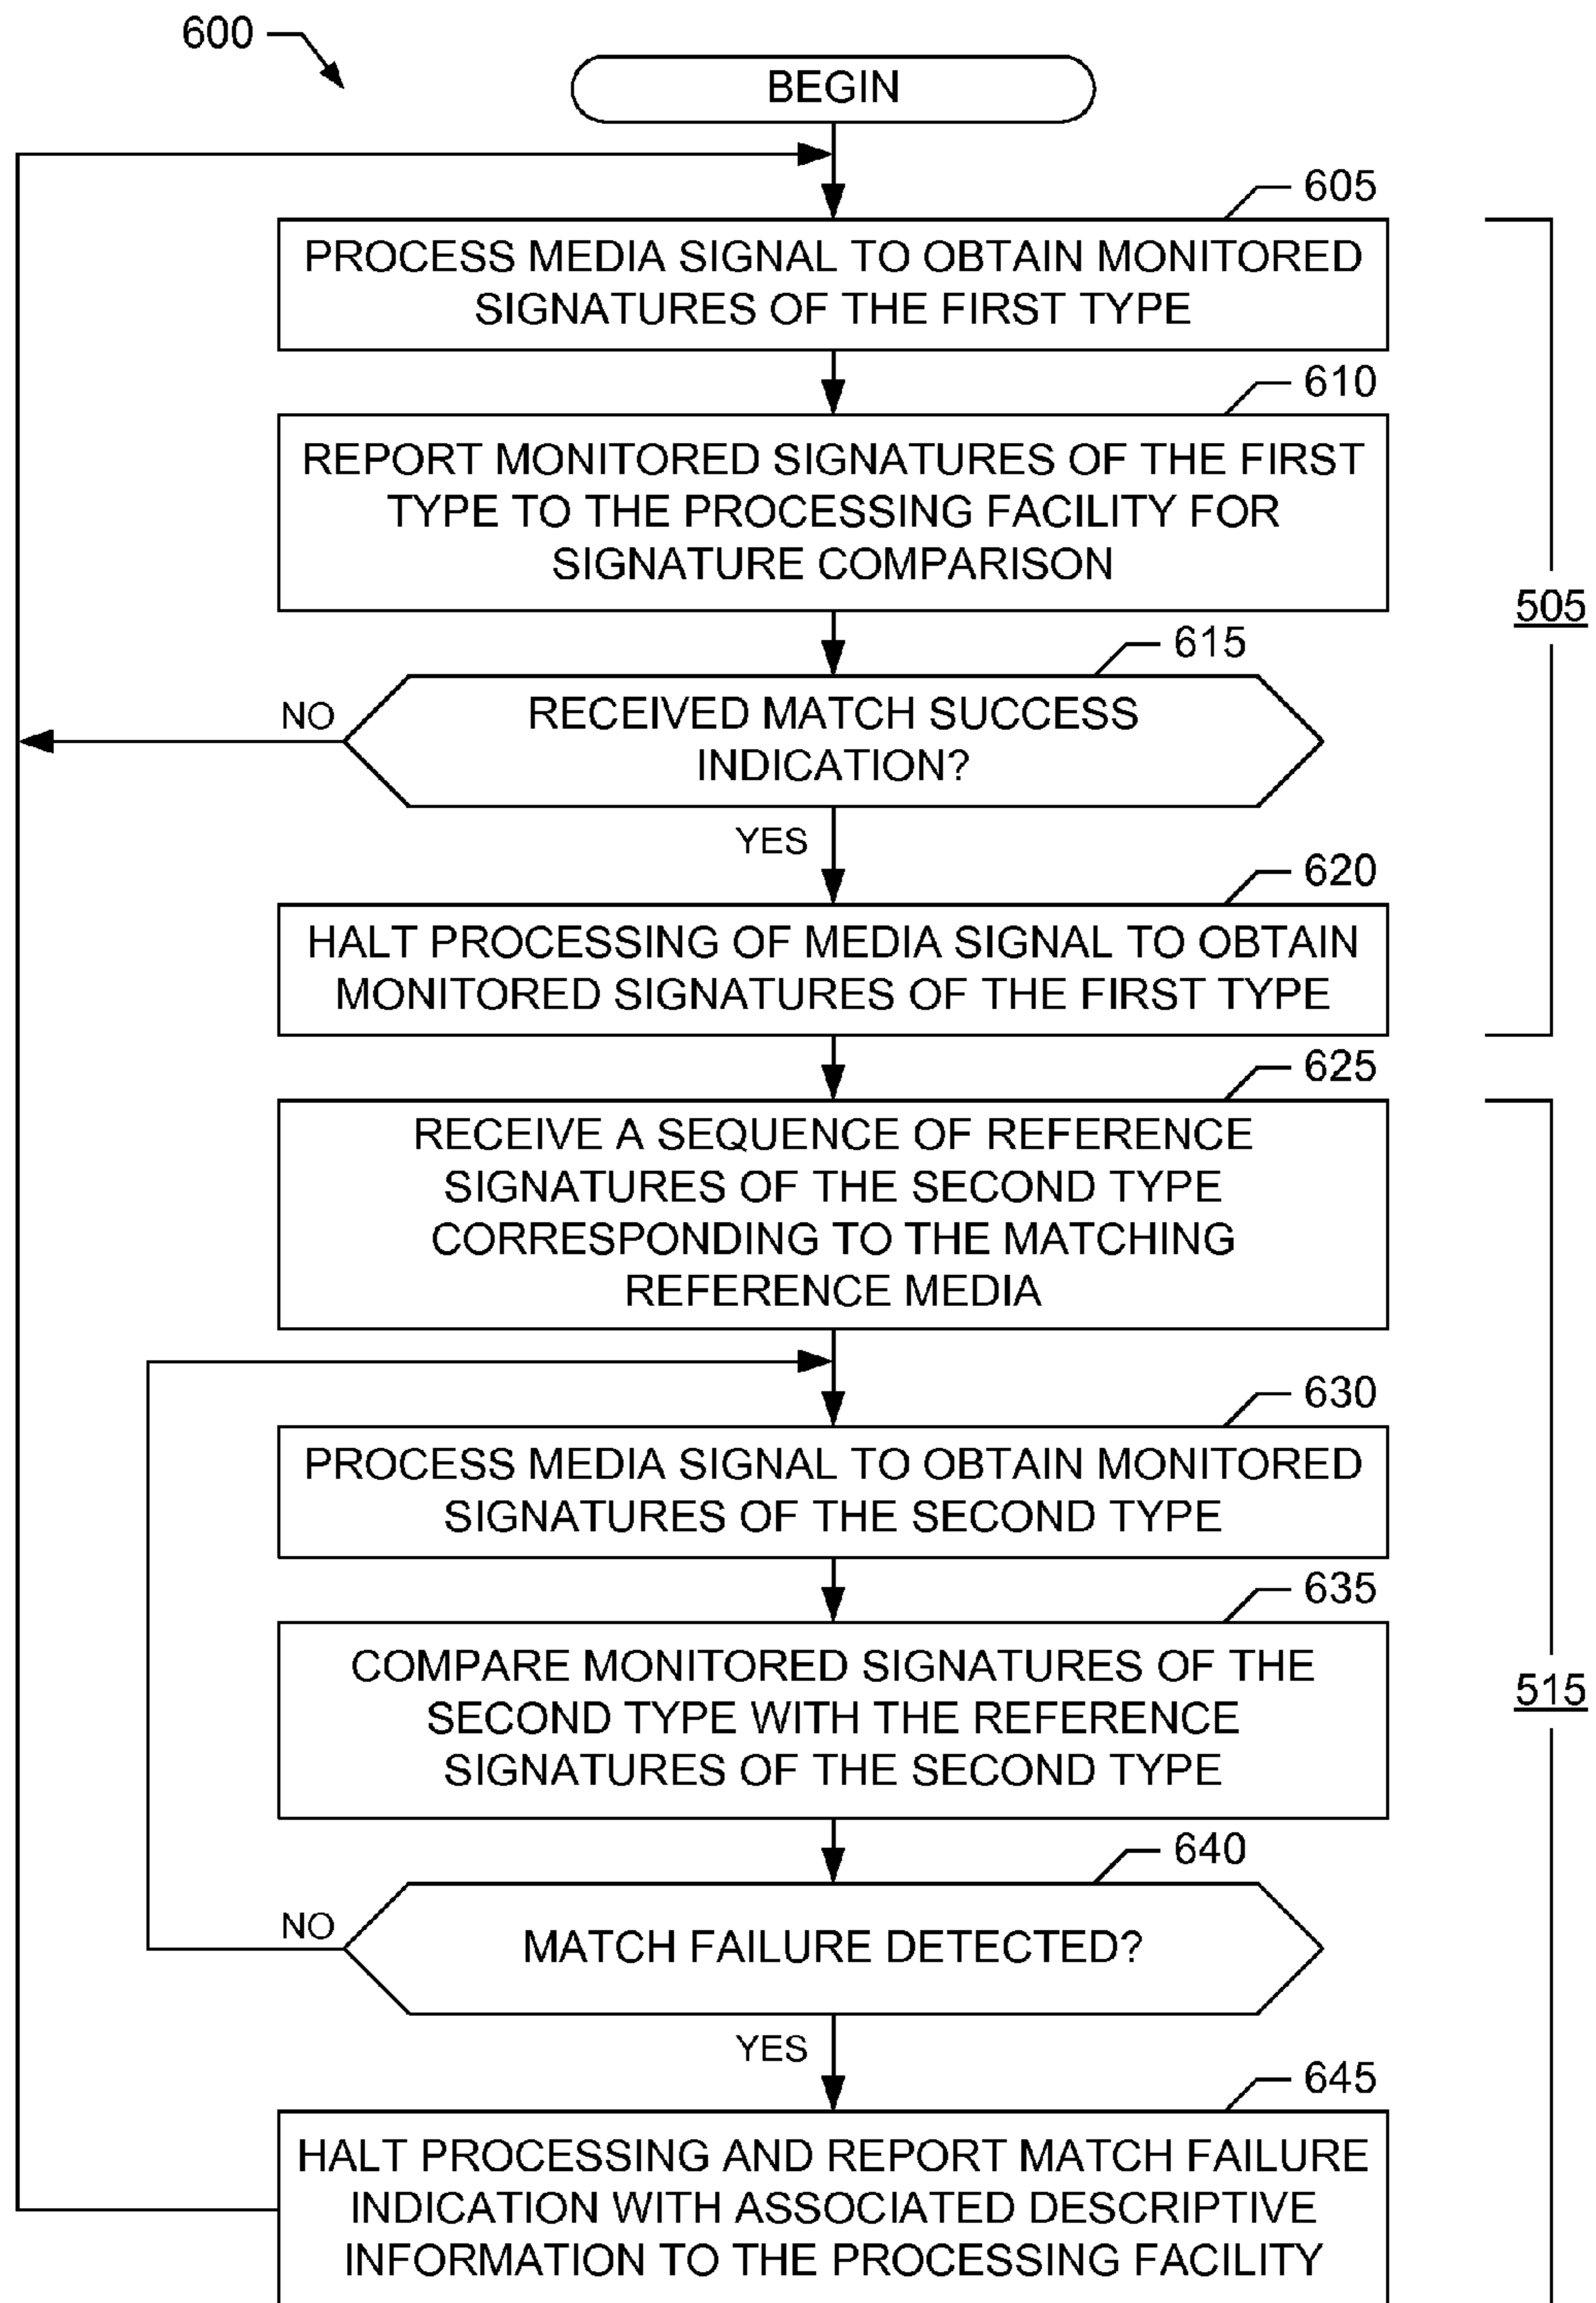 600
BEGIN
605
PROCESS MEDIA SIGNAL TO OBTAIN MONITORED
SIGNATURES OF THE FIRST TYPE
610
REPORT MONITORED SIGNATURES OF THE FIRST
TYPE TO THE PROCESSING FACILITY FOR
SIGNATURE COMPARISON
505
615
NO
RECEIVED MATCH SUCCESS
INDICATION?
YES
620
HALT PROCESSING OF MEDIA SIGNAL TO OBTAIN
MONITORED SIGNATURES OF THE FIRST TYPE
625
RECEIVE A SEQUENCE OF REFERENCE
SIGNATURES OF THE SECOND TYPE
CORRESPONDING TO THE MATCHING
REFERENCE MEDIA
630
PROCESS MEDIA SIGNAL TO OBTAIN MONITORED
SIGNATURES OF THE SECOND TYPE
635
COMPARE MONITORED SIGNATURES OF THE
SECOND TYPE WITH THE REFERENCE
SIGNATURES OF THE SECOND TYPE
515
640
NO
MATCH FAILURE DETECTED?
YES
645
HALT PROCESSING AND REPORT MATCH FAILURE
INDICATION WITH ASSOCIATED DESCRIPTIVE
INFORMATION TO THE PROCESSING FACILITY